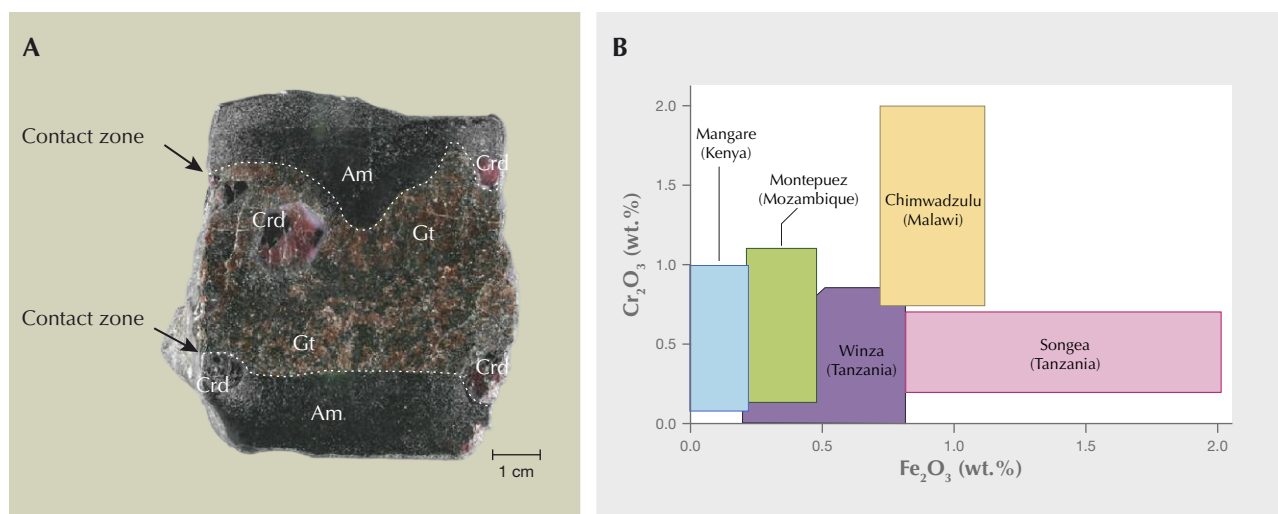 A
Contact zone
Am
Crd
Crd
Gt
Contact zone
Gt
Crd
Crd
Am
1 cm
B
Cr₂O₃ (wt.%)
2.0
1.5
1.0
0.5
0.0
Mangare
(Kenya)
Montepuez
(Mozambique)
Chimwadzulu
(Malawi)
Winza
(Tanzania)
Songea
(Tanzania)
0.0
0.5
1.0
1.5
2.0
Fe₂O₃ (wt.%)